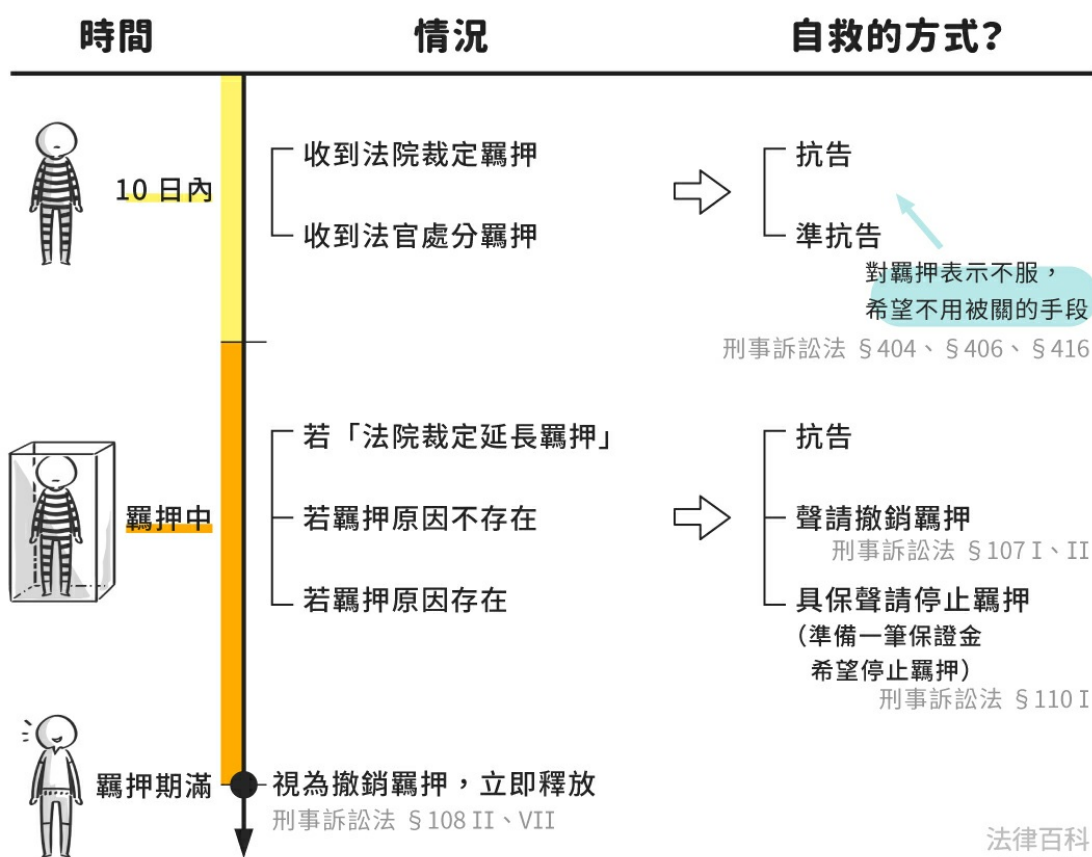 時間
情況
自救的方式?
10 日內
收到法院裁定羈押
收到法官處分羈押
抗告
準抗告
對羈押表示不服，
希望不用被關的手段
刑事訴訟法 §404、§406、§416
羈押中
若「法院裁定延長羈押」
若羈押原因不存在
若羈押原因存在
抗告
聲請撤銷羈押
刑事訴訟法 §107 I、II
具保聲請停止羈押
（準備一筆保證金
希望停止羈押）
刑事訴訟法 §110 I
羈押期滿
視為撤銷羈押，立即釋放
刑事訴訟法 §108 II、VII
法律百科